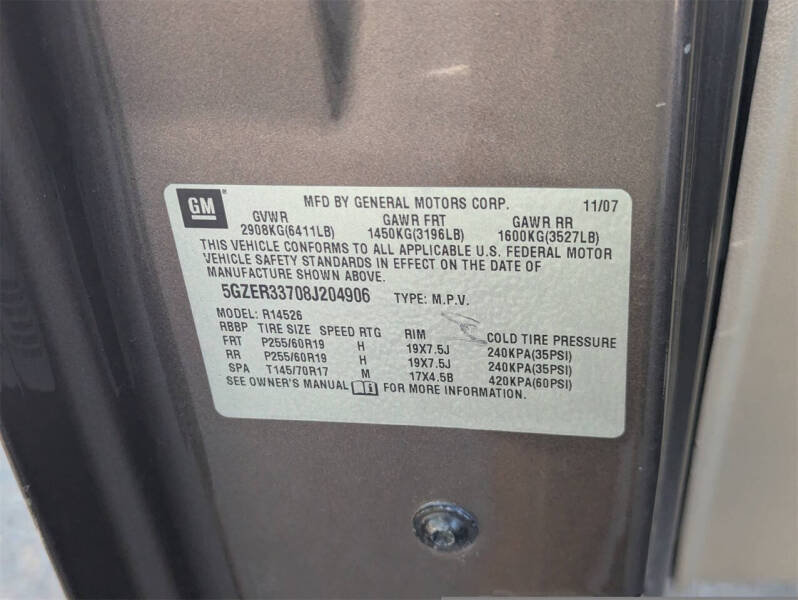 GM
MFD BY GENERAL MOTORS CORP. 11/07
GVWR GAWR FRT GAWR RR
2908KG(6411LB) 1450KG(3196LB) 1600KG(3527LB)
THIS VEHICLE CONFORMS TO ALL APPLICABLE U.S. FEDERAL MOTOR
VEHICLE SAFETY STANDARDS IN EFFECT ON THE DATE OF
MANUFACTURE SHOWN ABOVE.
5GZER33708J204906 TYPE: M.P.V.
MODEL: R14526
RBBP TIRE SIZE SPEED RTG RIM COLD TIRE PRESSURE
FRT P255/60R19 H 19X7.5J 240KPA(35PSI)
RR P255/60R19 H 19X7.5J 240KPA(35PSI)
SPA T145/70R17 M 17X4.5B 420KPA(60PSI)
SEE OWNER'S MANUAL FOR MORE INFORMATION.